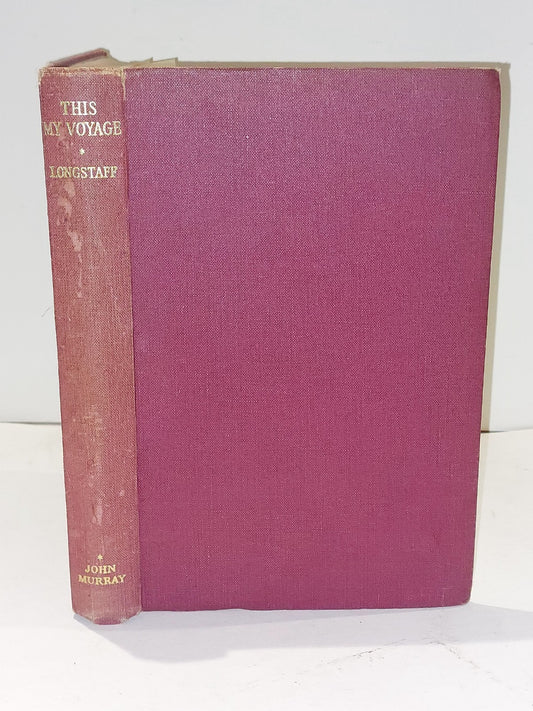 THIS
MY VOYAGE
*
LONGSTAFF
*
JOHN
MURRAY